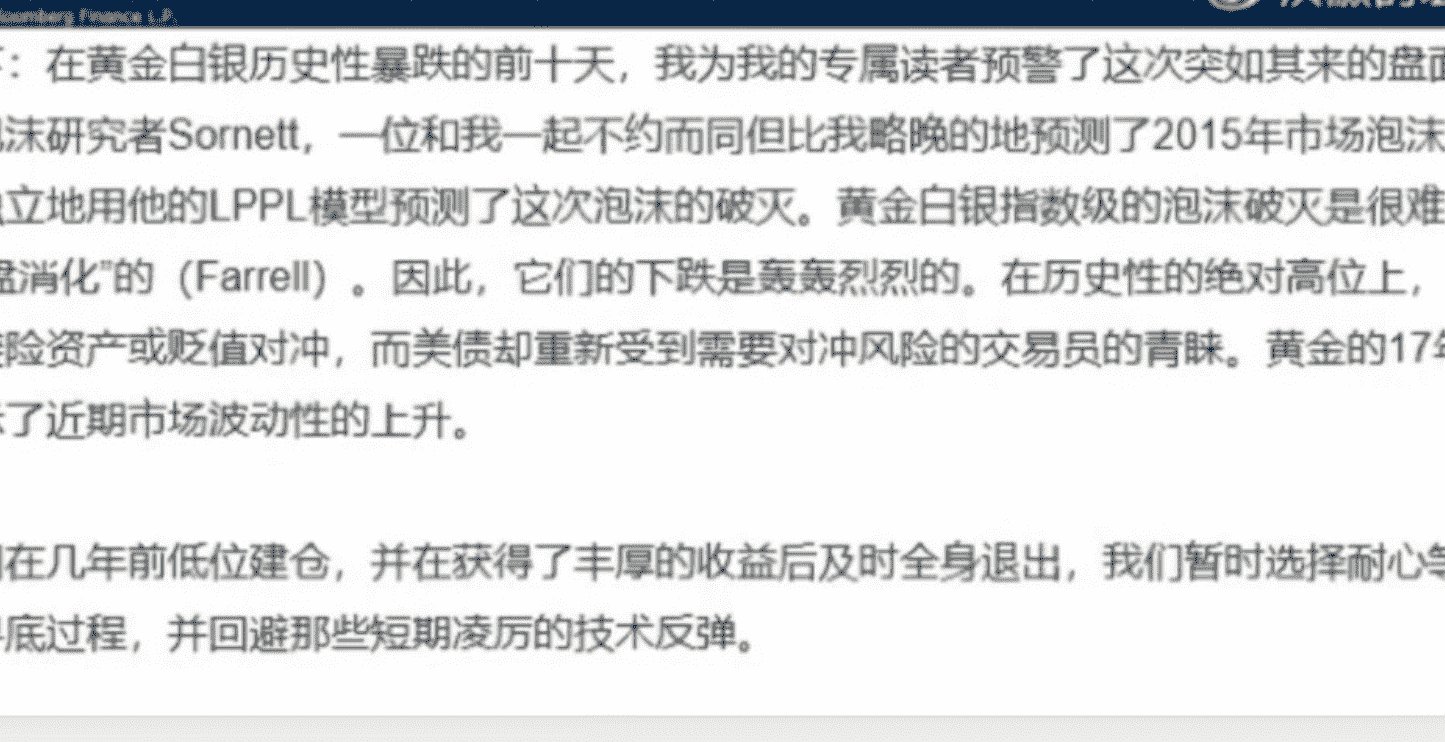 Bloomberg Finance L.P.
：在黄金白银历史性暴跌的前十天，我为我的专属读者预警了这次突如其来的盘面
沫研究者Sornett，一位和我一起不约而同但比我略晚的地预测了2015年市场泡沫
立地用他的LPPL模型预测了这次泡沫的破灭。黄金白银指数级的泡沫破灭是很难
盘消化”的（Farrell）。因此，它们的下跌是轰轰烈烈的。在历史性的绝对高位上，
险资产或贬值对冲，而美债却重新受到需要对冲风险的交易员的青睐。黄金的17年
了近期市场波动性的上升。
在几年前低位建仓，并在获得了丰厚的收益后及时全身退出，我们暂时选择耐心等
底过程，并回避那些短期凌厉的技术反弹。